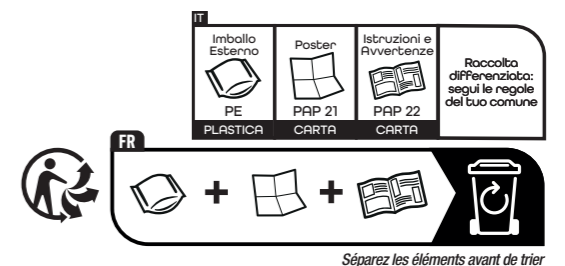 IT
Imballo
Esterno
PE
PLASTICA
Poster
PAP 21
CARTA
Istruzioni e
Avvertenze
PAP 22
CARTA
Raccolta
differenziata:
segui le regole
del tuo comune
FR
+
+
Séparez les éléments avant de trier